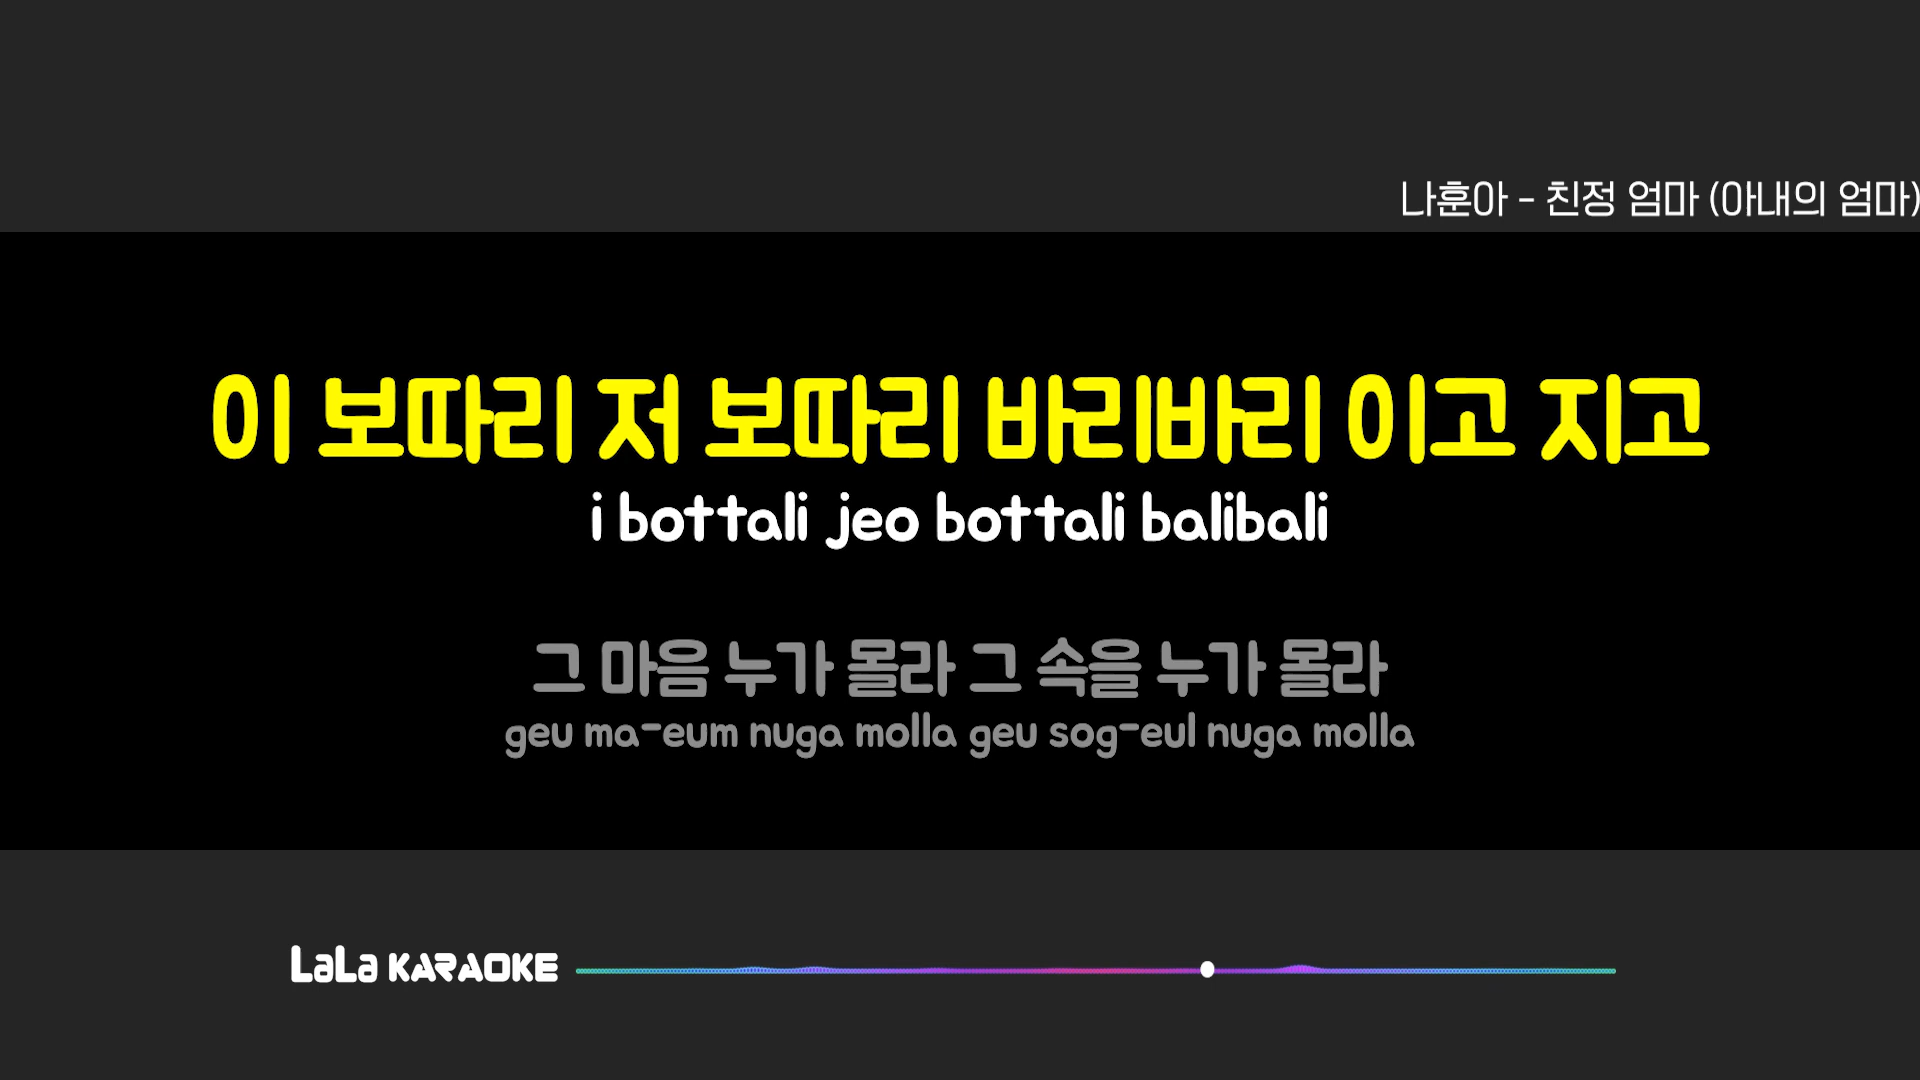 나훈아 - 친정 엄마 (아내의 엄마)
이 보따리 저 보따리 바리바리 이고 지고
i bottali jeo bottali balibali
그 마음 누가 몰라 그 속을 누가 몰라
geu ma-eum nuga molla geu sog-eul nuga molla
LaLa KARAOKE